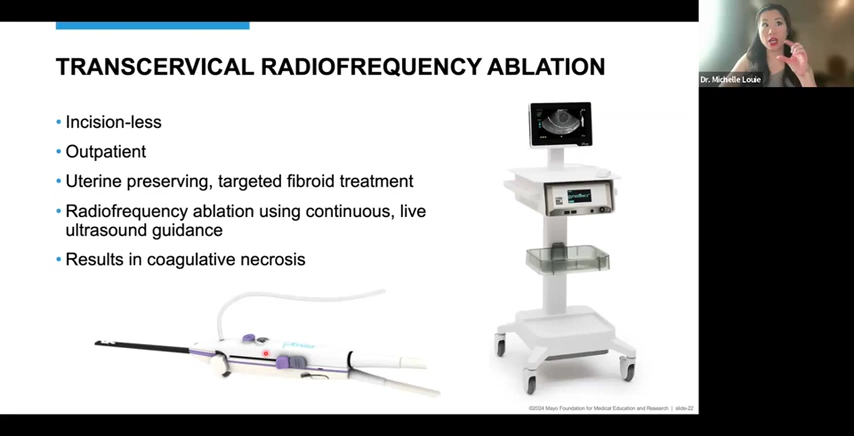 TRANSCERVICAL RADIOFREQUENCY ABLATION
• Incision-less
• Outpatient
• Uterine preserving, targeted fibroid treatment
• Radiofrequency ablation using continuous, live
ultrasound guidance
• Results in coagulative necrosis
©2024 Mayo Foundation for Medical Education and Research | slide-22
Dr. Michelle Louie